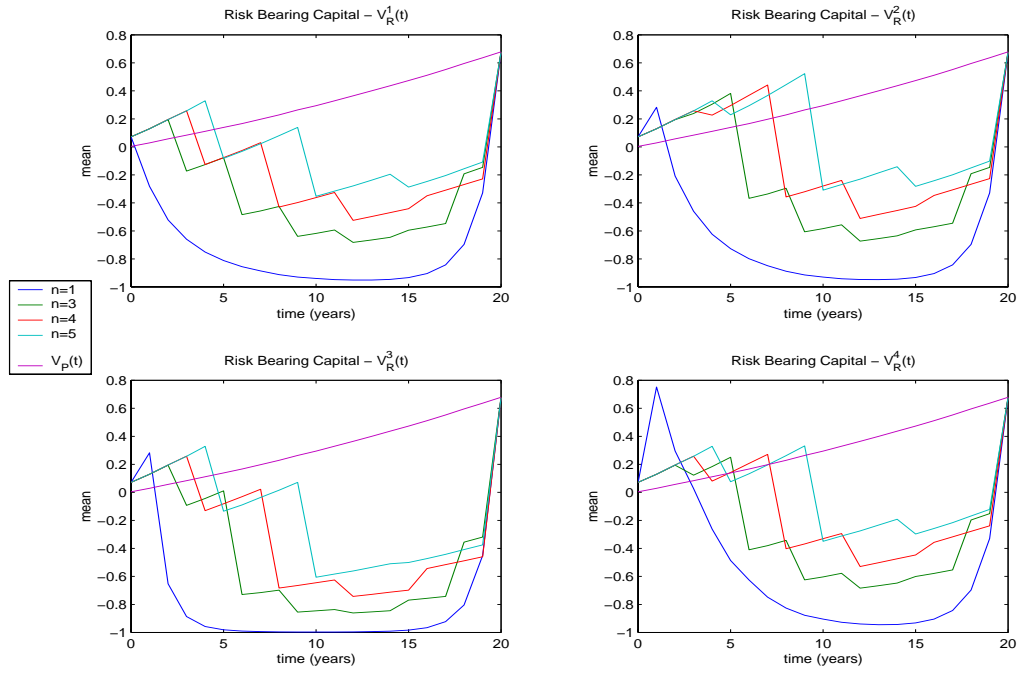 Risk Bearing Capital − V_R^1(t)
0.8
0.6
0.4
0.2
0
−0.2
−0.4
−0.6
−0.8
−1
mean
0 5 10 15 20
time (years)
Risk Bearing Capital − V_R^2(t)
0.8
0.6
0.4
0.2
0
−0.2
−0.4
−0.6
−0.8
−1
mean
0 5 10 15 20
time (years)
n=1
n=3
n=4
n=5
V_P(t)
Risk Bearing Capital − V_R^3(t)
0.8
0.6
0.4
0.2
0
−0.2
−0.4
−0.6
−0.8
−1
mean
0 5 10 15 20
time (years)
Risk Bearing Capital − V_R^4(t)
0.8
0.6
0.4
0.2
0
−0.2
−0.4
−0.6
−0.8
−1
mean
0 5 10 15 20
time (years)